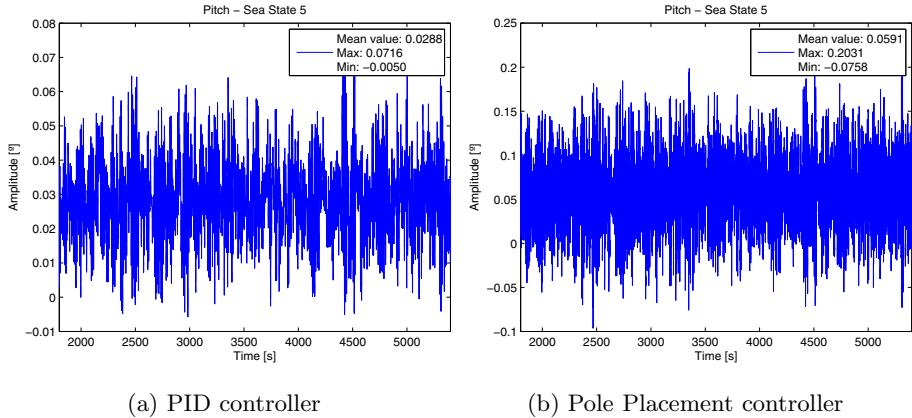 Pitch − Sea State 5
Mean value: 0.0288
Max: 0.0716
Min: −0.0050
0.08
0.07
0.06
0.05
0.04
0.03
0.02
0.01
0
−0.01
Amplitude [º]
2000 2500 3000 3500 4000 4500 5000
Time [s]
(a) PID controller
Pitch − Sea State 5
Mean value: 0.0591
Max: 0.2031
Min: −0.0758
0.25
0.2
0.15
0.1
0.05
0
−0.05
−0.1
Amplitude [º]
2000 2500 3000 3500 4000 4500 5000
Time [s]
(b) Pole Placement controller